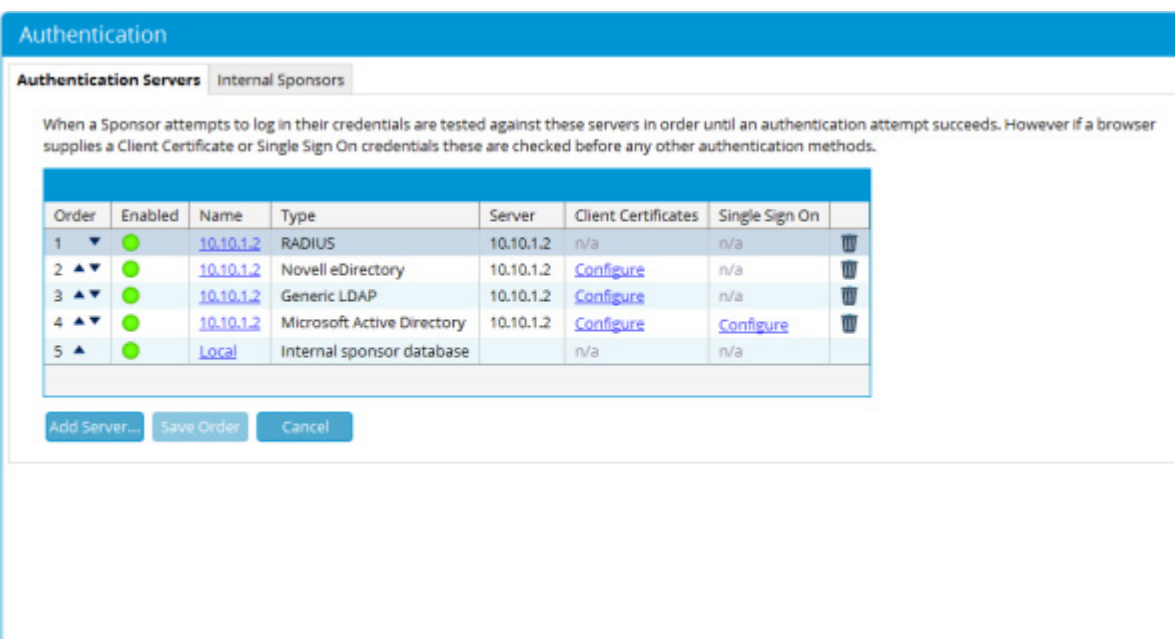 Authentication
Authentication Servers Internal Sponsors
When a Sponsor attempts to log in their credentials are tested against these servers in order until an authentication attempt succeeds. However if a browser
supplies a Client Certificate or Single Sign On credentials these are checked before any other authentication methods.
Order Enabled Name Type Server Client Certificates Single Sign On
1 10.10.1.2 RADIUS 10.10.1.2 n/a n/a
2 10.10.1.2 Novell eDirectory 10.10.1.2 Configure n/a
3 10.10.1.2 Generic LDAP 10.10.1.2 Configure n/a
4 10.10.1.2 Microsoft Active Directory 10.10.1.2 Configure Configure
5 Local Internal sponsor database n/a n/a
Add Server... Save Order Cancel